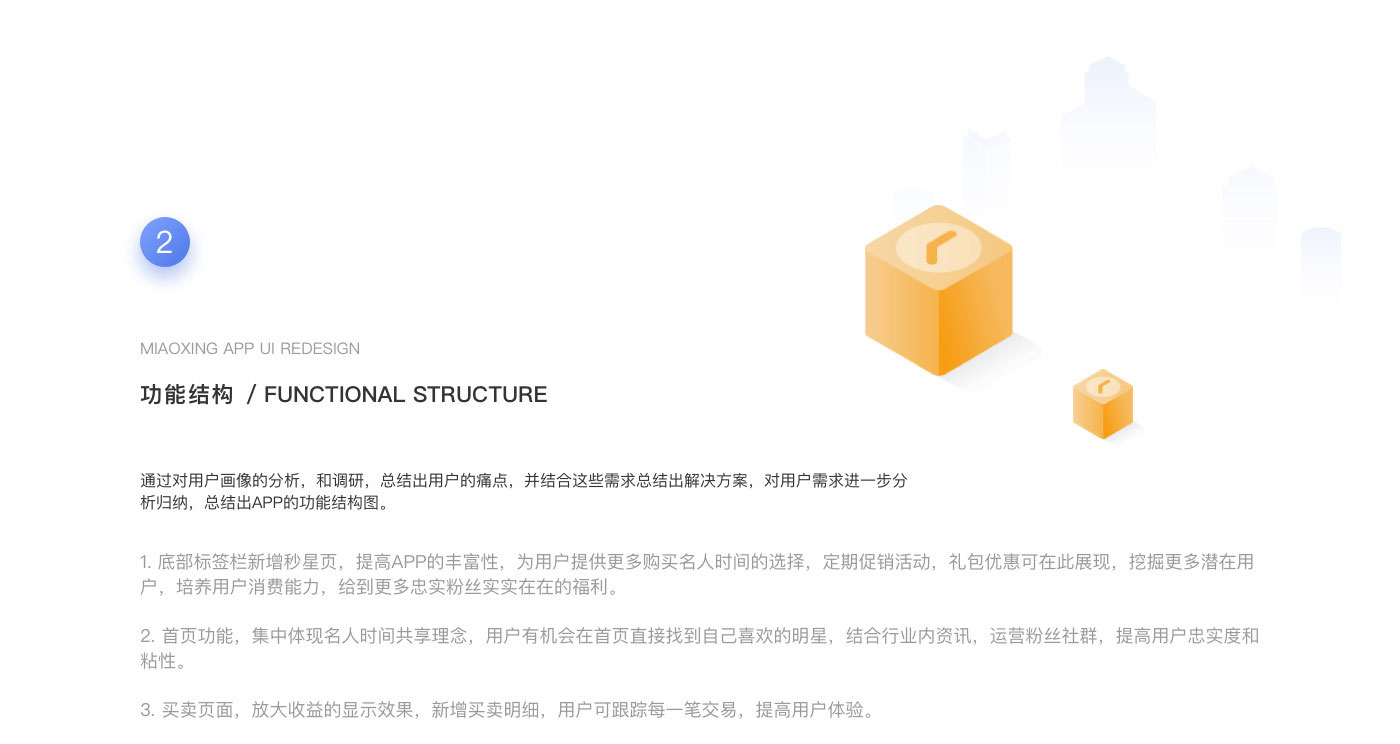 2
MIAOXING APP UI REDESIGN
功能结构 / FUNCTIONAL STRUCTURE
通过对用户画像的分析，和调研，总结出用户的痛点，并结合这些需求总结出解决方案，对用户需求进一步分
析归纳，总结出APP的功能结构图。
1. 底部标签栏新增秒星页，提高APP的丰富性，为用户提供更多购买名人时间的选择，定期促销活动，礼包优惠可在此展现，挖掘更多潜在用
户，培养用户消费能力，给到更多忠实粉丝实实在在的福利。
2. 首页功能，集中体现名人时间共享理念，用户有机会在首页直接找到自己喜欢的明星，结合行业内资讯，运营粉丝社群，提高用户忠实度和
粘性。
3. 买卖页面，放大收益的显示效果，新增买卖明细，用户可跟踪每一笔交易，提高用户体验。